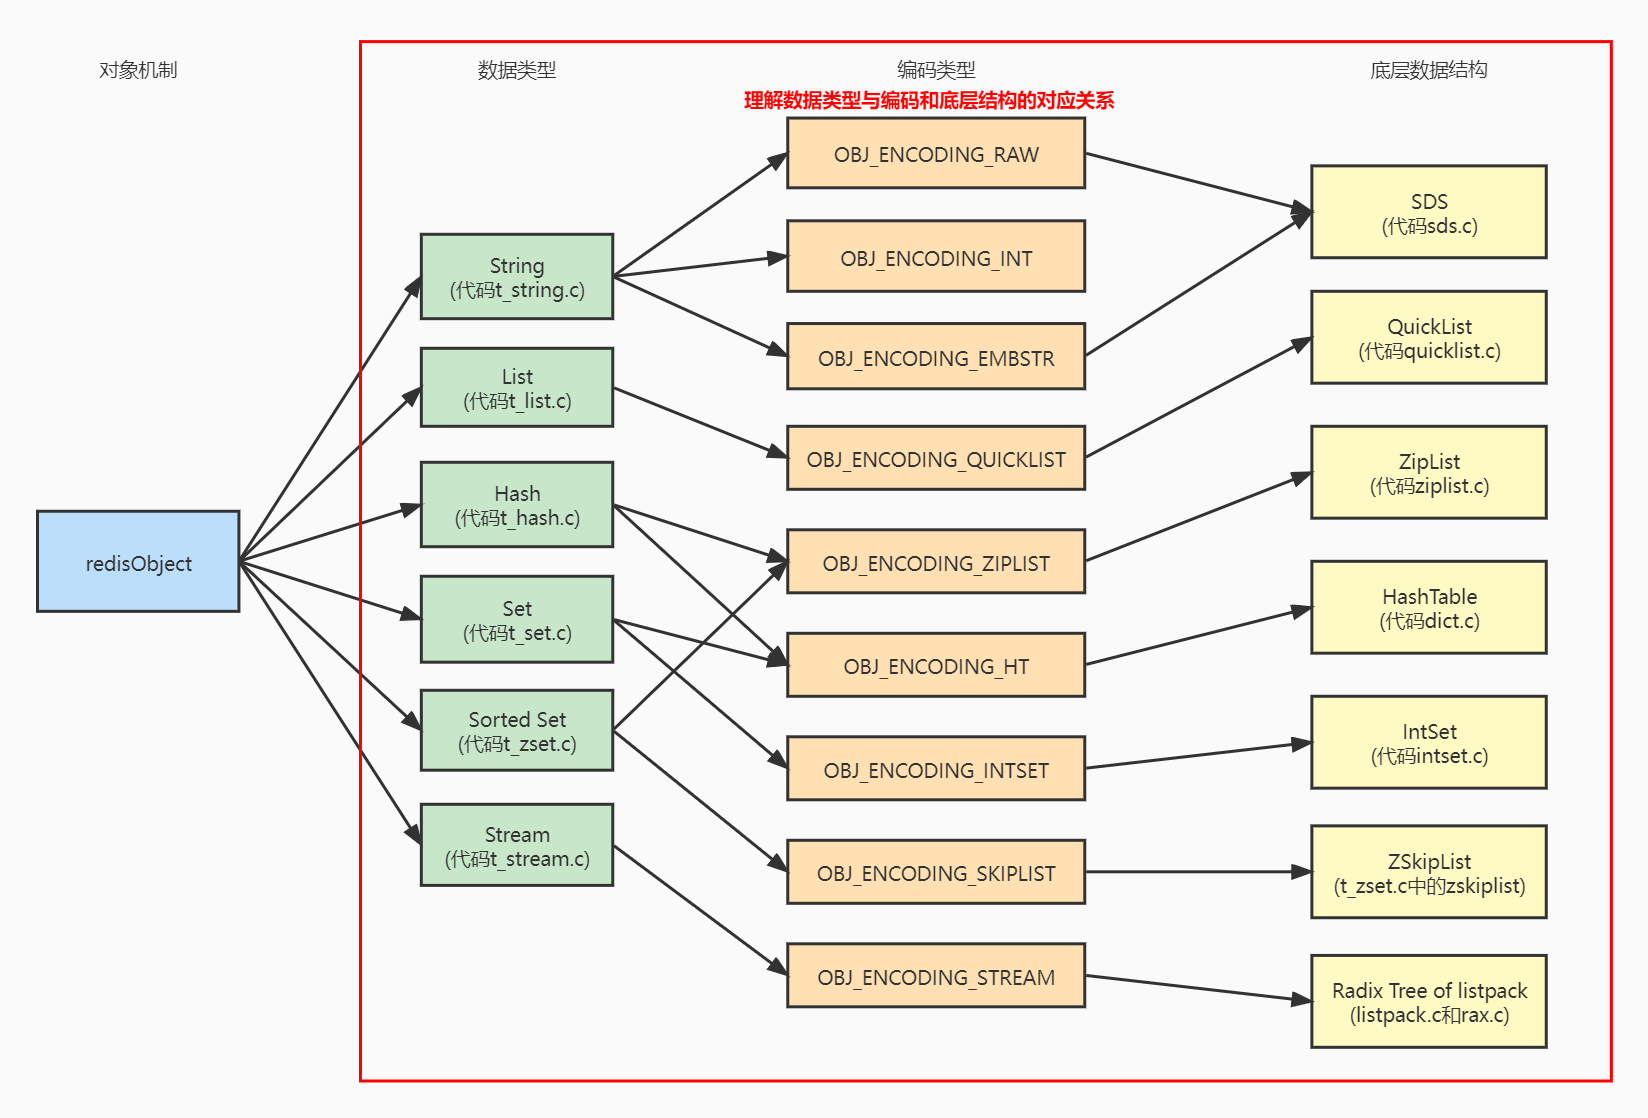 对象机制
数据类型
编码类型
底层数据结构
理解数据类型与编码和底层结构的对应关系
redisObject
String
(代码t_string.c)
List
(代码t_list.c)
Hash
(代码t_hash.c)
Set
(代码t_set.c)
Sorted Set
(代码t_zset.c)
Stream
(代码t_stream.c)
OBJ_ENCODING_RAW
OBJ_ENCODING_INT
OBJ_ENCODING_EMBSTR
OBJ_ENCODING_QUICKLIST
OBJ_ENCODING_ZIPLIST
OBJ_ENCODING_HT
OBJ_ENCODING_INTSET
OBJ_ENCODING_SKIPLIST
OBJ_ENCODING_STREAM
SDS
(代码sds.c)
QuickList
(代码quicklist.c)
ZipList
(代码ziplist.c)
HashTable
(代码dict.c)
IntSet
(代码intset.c)
ZSkipList
(t_zset.c中的zskiplist)
Radix Tree of listpack
(listpack.c和rax.c)